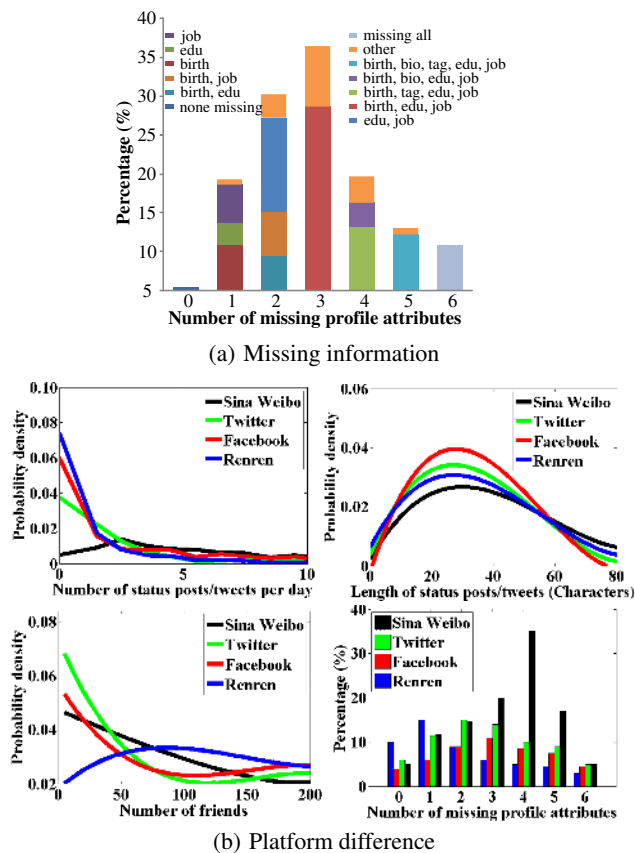 40
35
30
25
20
15
10
5
Percentage (%)
job
edu
birth
birth, job
birth, edu
none missing
missing all
other
birth, bio, tag, edu, job
birth, bio, edu, job
birth, tag, edu, job
birth, edu, job
edu, job
0 1 2 3 4 5 6
Number of missing profile attributes
(a) Missing information
0.10
0.08
0.06
0.04
0.02
0
Probability density
Sina Weibo
Twitter
Facebook
Renren
0 5 10
Number of status posts/tweets per day
0.06
0.04
0.02
0
Probability density
Sina Weibo
Twitter
Facebook
Renren
0 20 40 60 80
Length of status posts/tweets (Characters)
0.08
0.06
0.04
0.02
Probability density
Sina Weibo
Twitter
Facebook
Renren
0 50 100 150 200
Number of friends
40
30
20
10
0
Percentage (%)
Sina Weibo
Twitter
Facebook
Renren
0 1 2 3 4 5 6
Number of missing profile attributes
(b) Platform difference